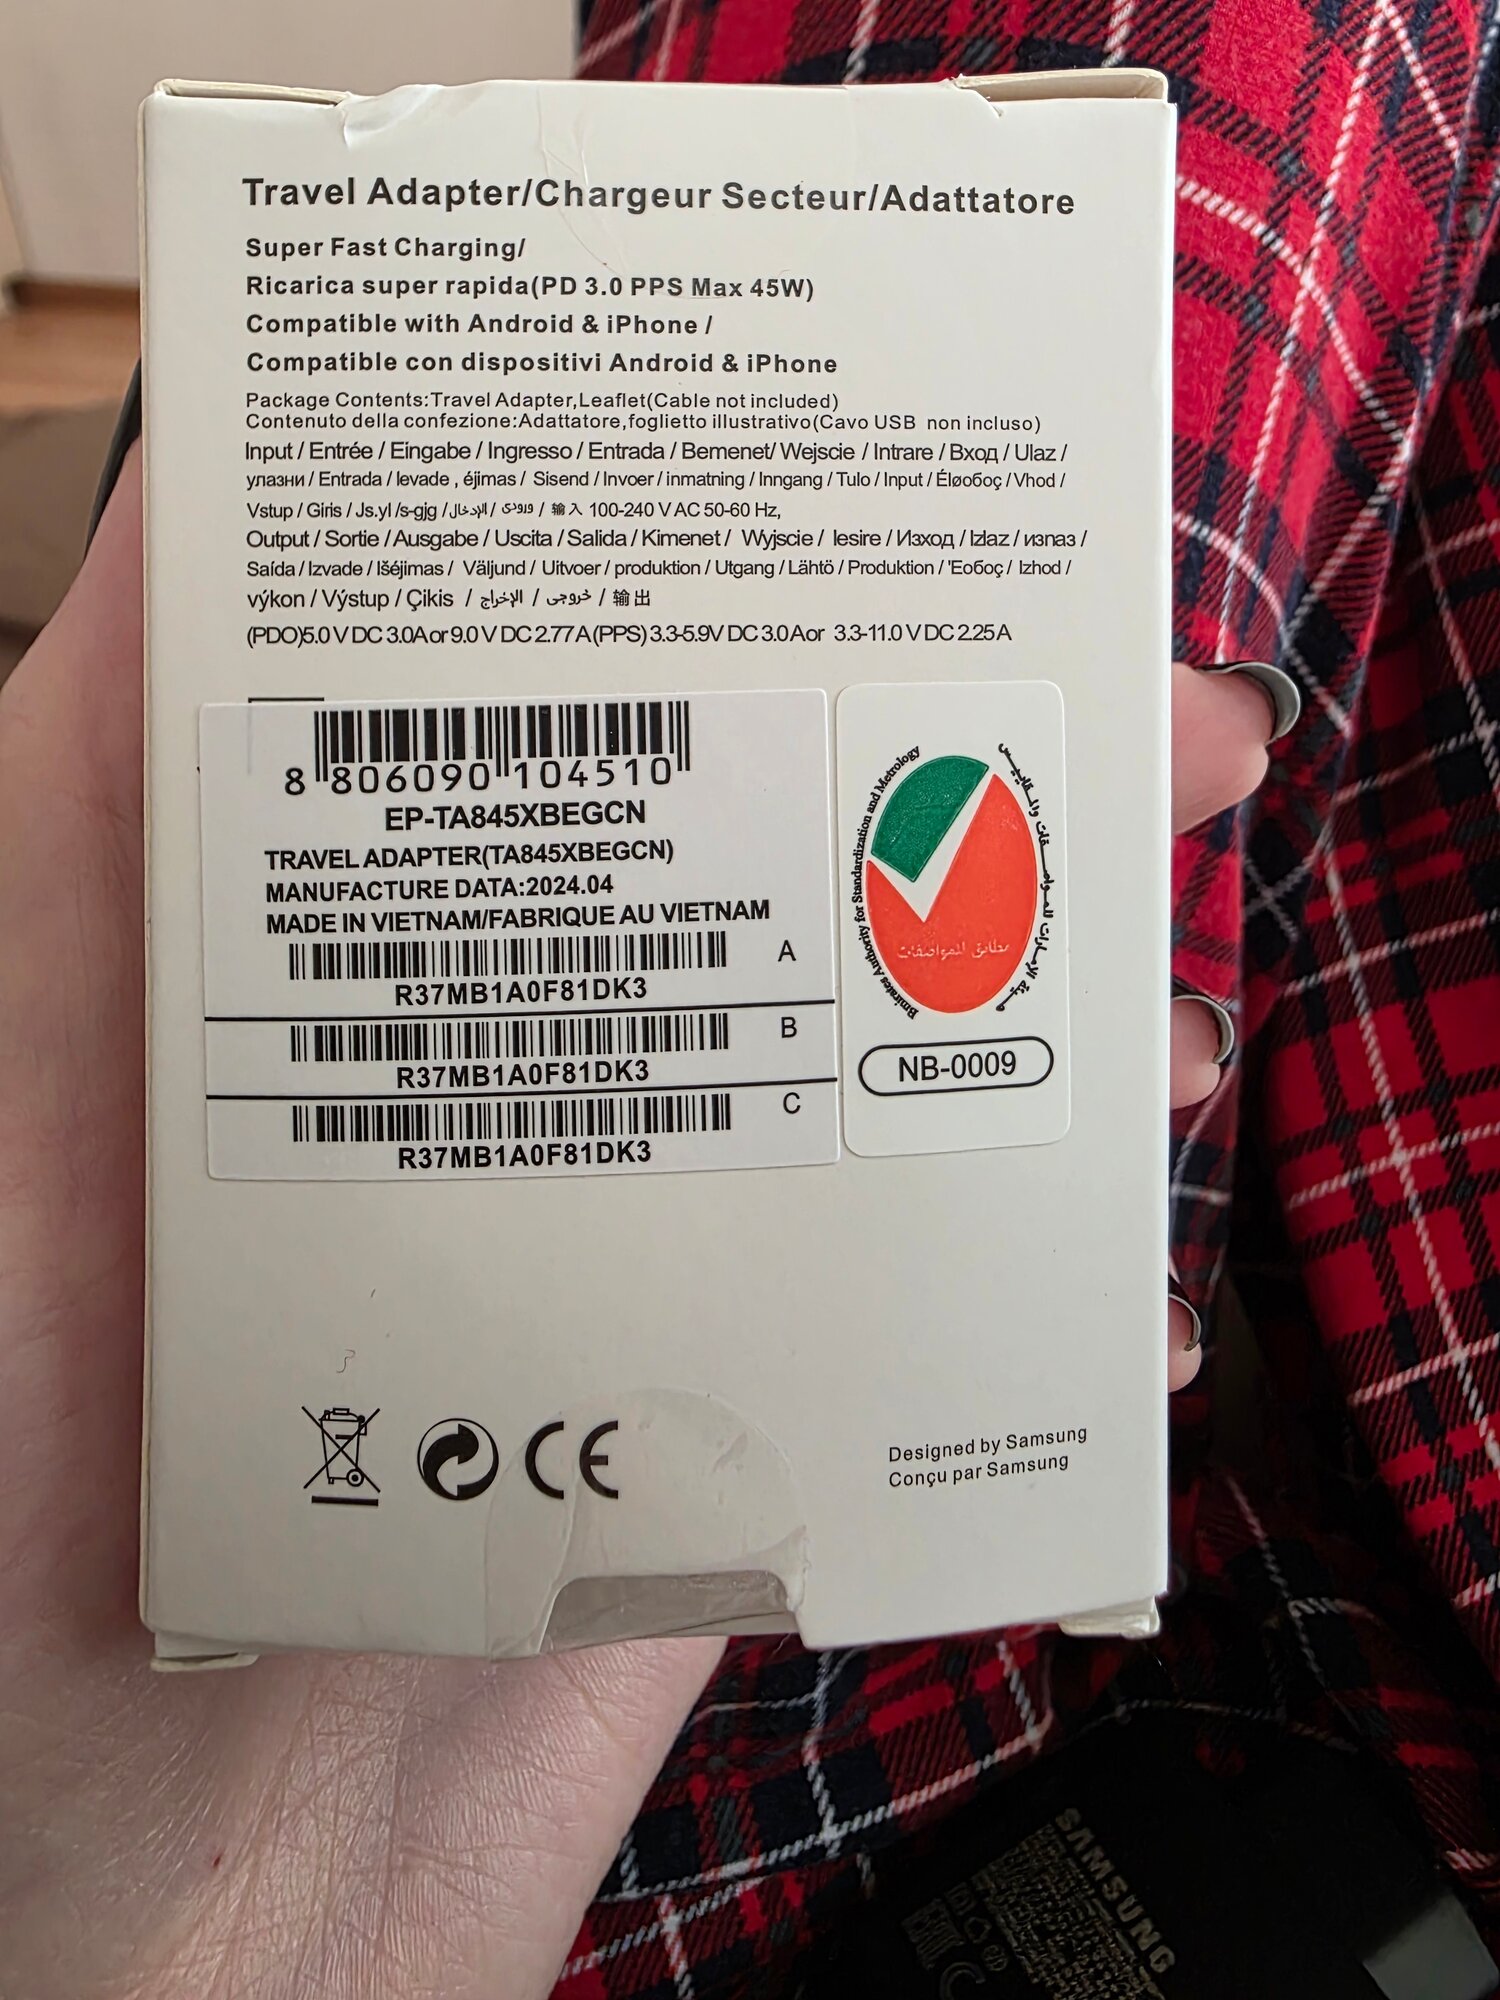 Travel Adapter/Chargeur Secteur/Adattatore
Super Fast Charging/
Ricarica super rapida(PD 3.0 PPS Max 45W)
Compatible with Android & iPhone /
Compatible con dispositivi Android & iPhone
Package Contents:Travel Adapter,Leaflet(Cable not included)
Contenuto della confezione:Adattatore,foglietto illustrativo(Cavo USB non incluso)
Input / Entrée / Eingabe / Ingresso / Entrada / Bemenet/ Wejscie / Intrare / Вход / Ulaz /
улазни / Entrada / Ievade , éjimas / Sisend / Invoer / inmatning / Inngang / Tulo / Input / Éloøoбoç / Vhod /
Vstup / Giris / Js.yl /s-gjg / الإدخال / ورودی / 输入 100-240 V AC 50-60 Hz,
Output / Sortie / Ausgabe / Uscita / Salida / Kimenet / Wyjscie / Iesire / Изход / Izlaz / излаз /
Saída / Izvade / Išéjimas / Väljund / Uitvoer / produktion / Utgang / Lähtö / Produktion / 'Eoбoç / Izhod /
výkon / Výstup / Çikis / الإخراج / خروجی / 输出
(PDO)5.0 V DC 3.0A or 9.0 V DC 2.77 A (PPS) 3.3-5.9V DC 3.0A or 3.3-11.0 V DC 2.25 A
8 806090 104510
EP-TA845XBEGCN
TRAVEL ADAPTER(TA845XBEGCN)
MANUFACTURE DATA:2024.04
MADE IN VIETNAM/FABRIQUE AU VIETNAM
A
R37MB1A0F81DK3
B
R37MB1A0F81DK3
C
R37MB1A0F81DK3
Emirates Authority for Standardization and Metrology
هيئة الإمارات للمواصفات والمقاييس
مطابق للمواصفات
NB-0009
CE
Designed by Samsung
Conçu par Samsung
SAMSUNG